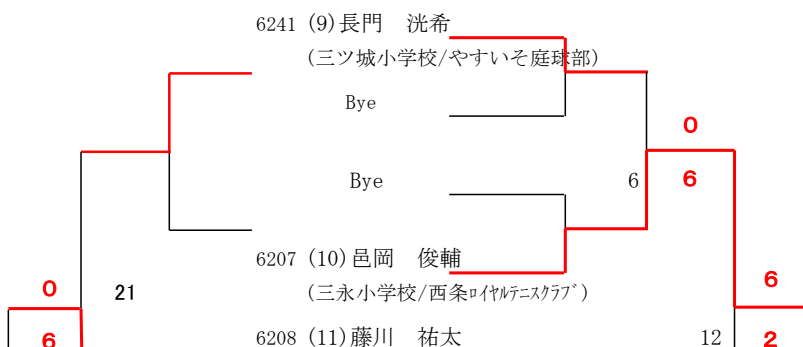 6241 (9)長門　洸希
(三ツ城小学校/やすいそ庭球部)
Bye
0
Bye
6
6
6207 (10)邑岡　俊輔
0
21
(三永小学校/西条ﾛｲﾔﾙﾃﾆｽｸﾗﾌﾞ)
6
6
6208 (11)藤川　祐太
12
2